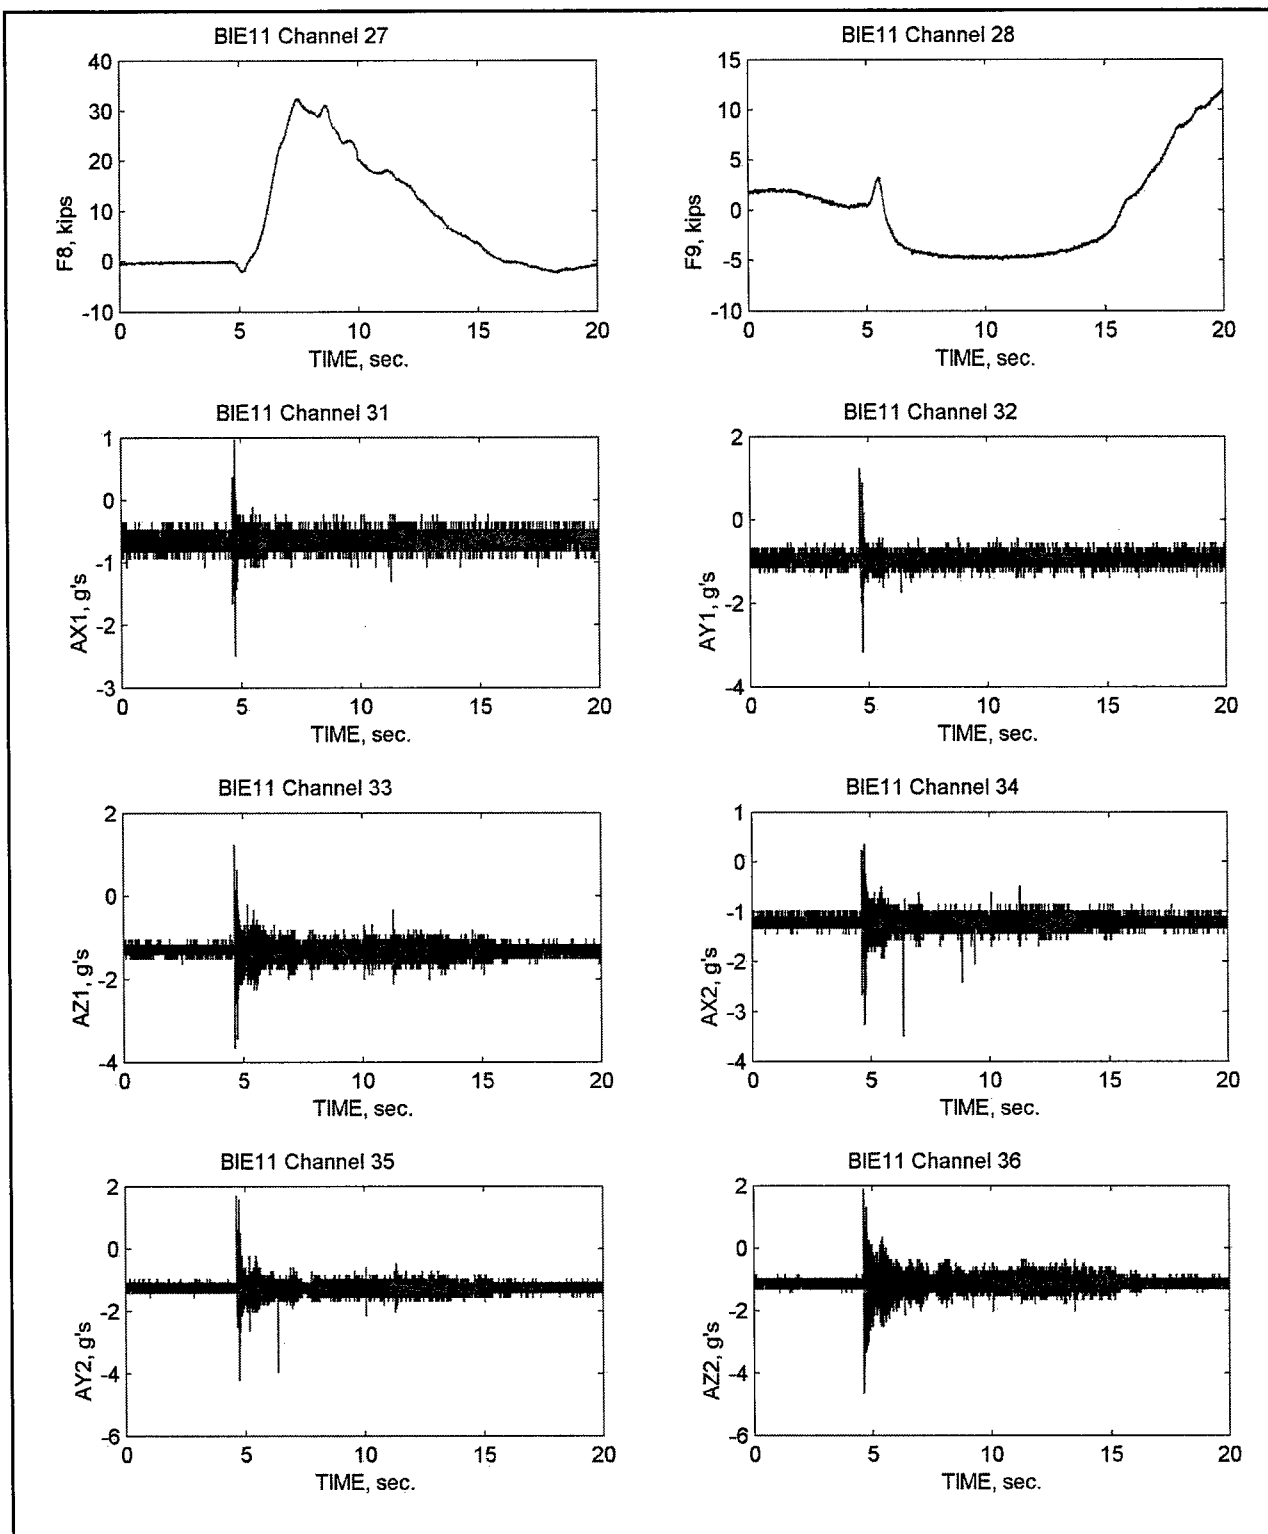 BIE11 Channel 27
40
30
20
10
0
-10
F8, kips
0 5 10 15 20
TIME, sec.
BIE11 Channel 28
15
10
5
0
-5
-10
F9, kips
0 5 10 15 20
TIME, sec.
BIE11 Channel 31
1
0
-1
-2
-3
AX1, g's
0 5 10 15 20
TIME, sec.
BIE11 Channel 32
2
0
-2
-4
AY1, g's
0 5 10 15 20
TIME, sec.
BIE11 Channel 33
2
0
-2
-4
AZ1, g's
0 5 10 15 20
TIME, sec.
BIE11 Channel 34
1
0
-1
-2
-3
-4
AX2, g's
0 5 10 15 20
TIME, sec.
BIE11 Channel 35
2
0
-2
-4
-6
AY2, g's
0 5 10 15 20
TIME, sec.
BIE11 Channel 36
2
0
-2
-4
-6
AZ2, g's
0 5 10 15 20
TIME, sec.